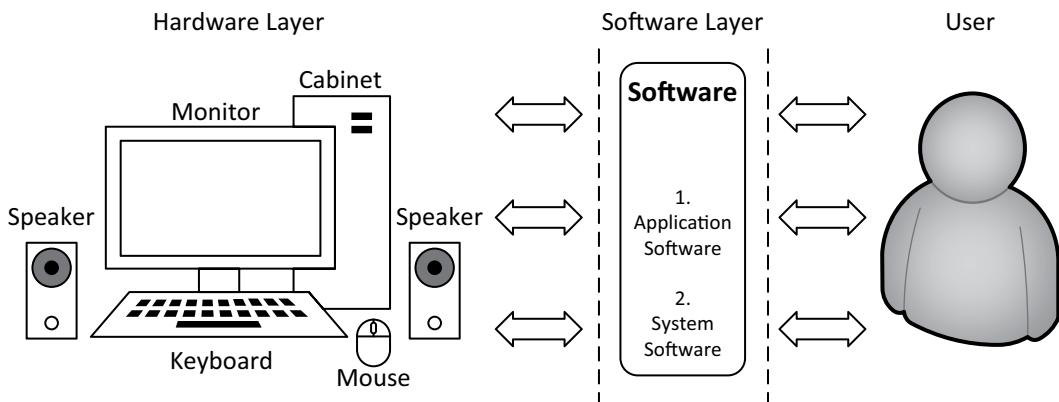 Hardware Layer
Software Layer
User
Cabinet
Monitor
Software
Speaker
Speaker
1.
Application
Software
2.
System
Software
Keyboard
Mouse